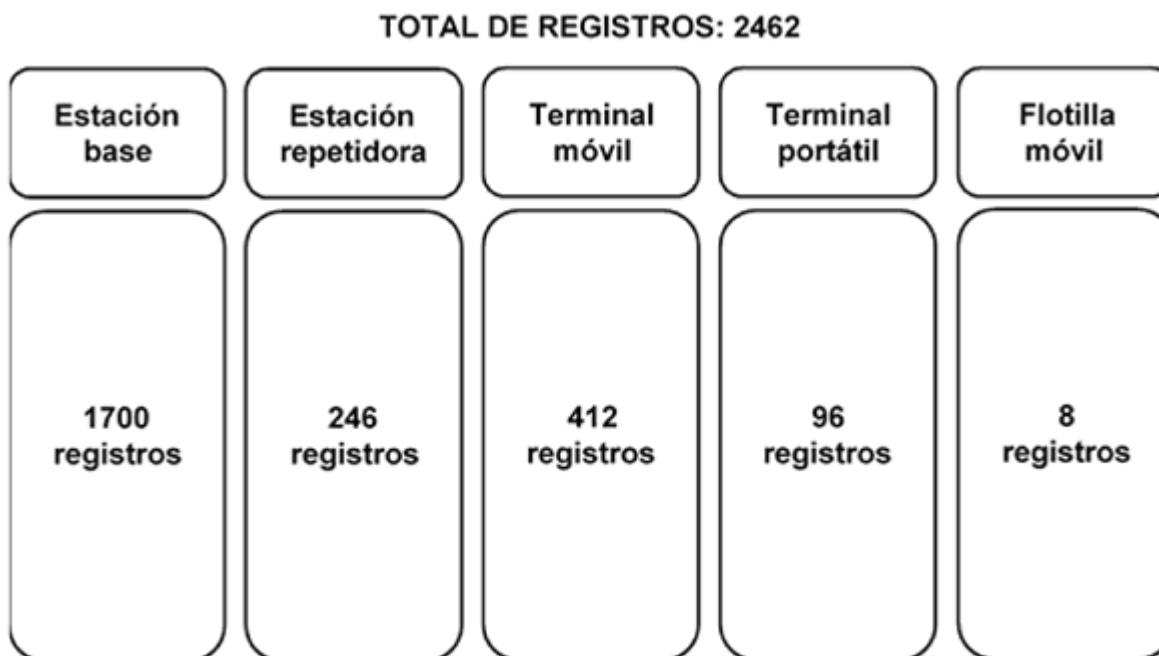 TOTAL DE REGISTROS: 2462
Estación
base
Estación
repetidora
Terminal
móvil
Terminal
portátil
Flotilla
móvil
1700
registros
246
registros
412
registros
96
registros
8
registros